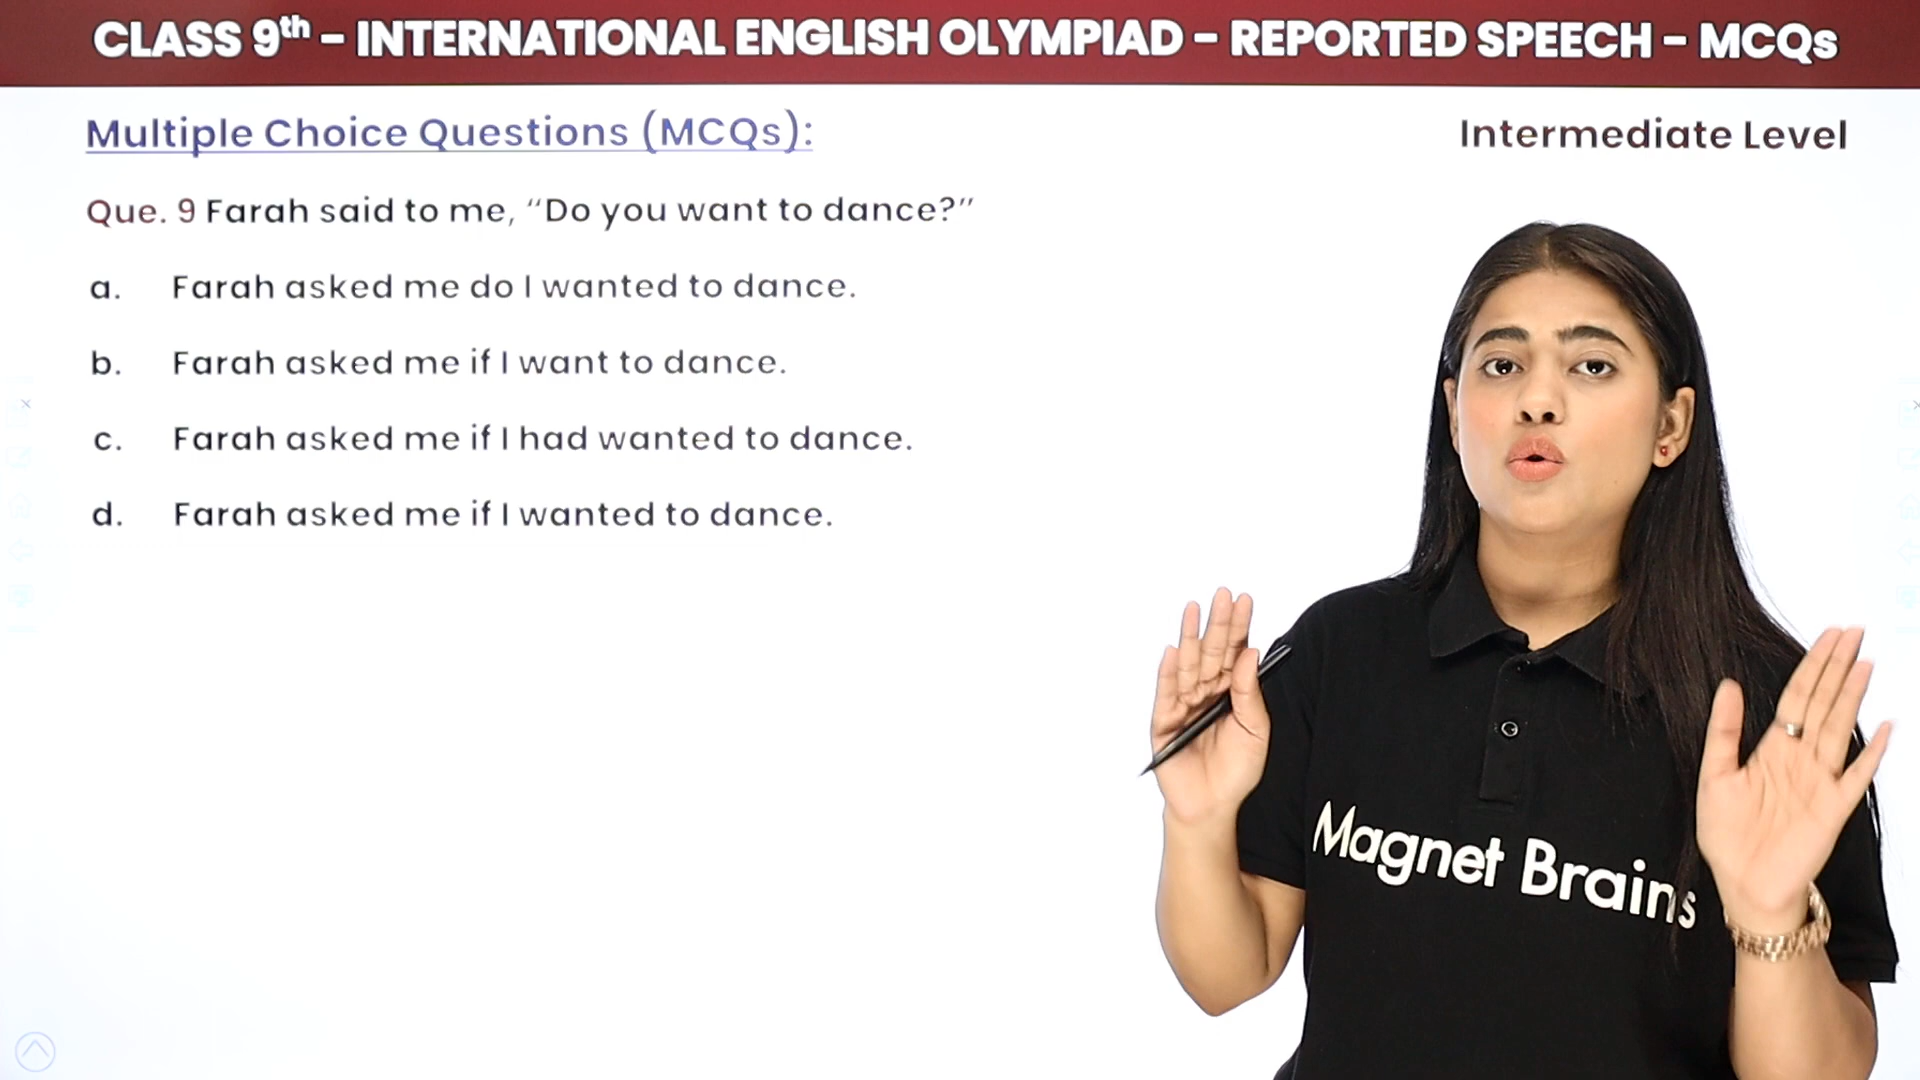 CLASS 9th – INTERNATIONAL ENGLISH OLYMPIAD – REPORTED SPEECH – MCQs
Multiple Choice Questions (MCQs):
Intermediate Level
Que. 9 Farah said to me, “Do you want to dance?”
a. Farah asked me do I wanted to dance.
b. Farah asked me if I want to dance.
c. Farah asked me if I had wanted to dance.
d. Farah asked me if I wanted to dance.
Magnet Brains